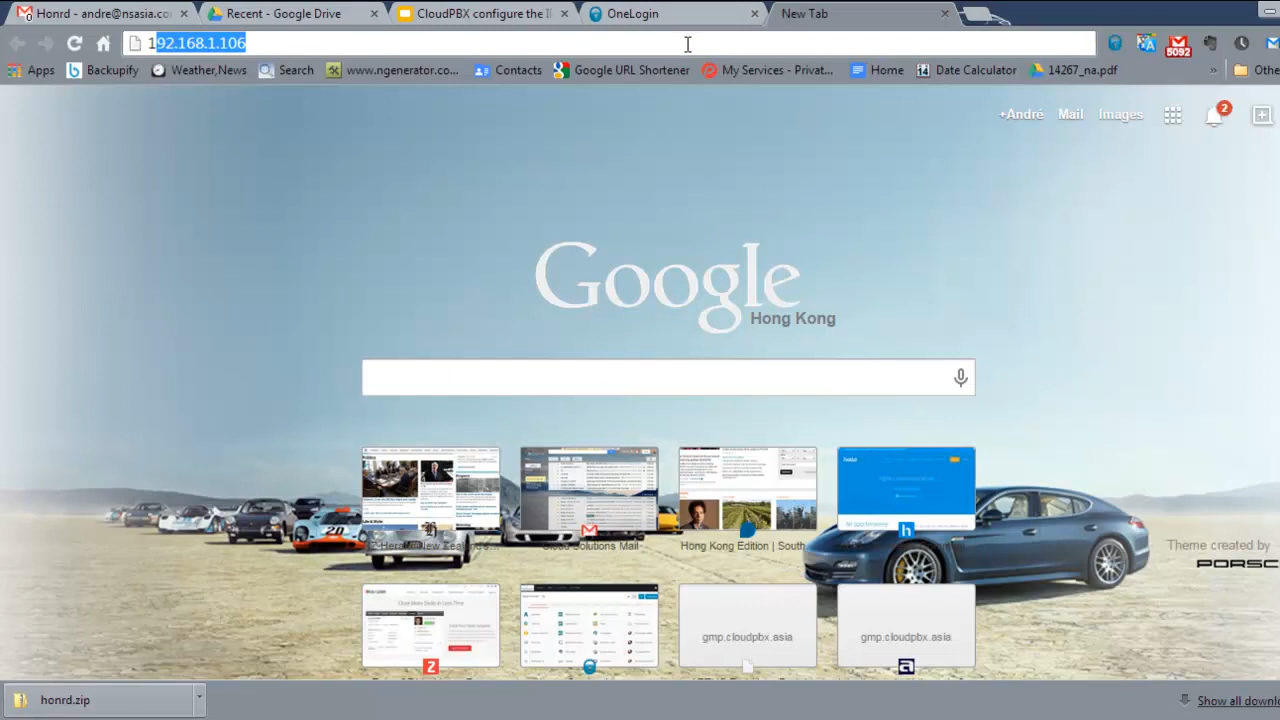 Honrd - andre@nsasia.co
Recent - Google Drive
CloudPBX configure the I
OneLogin
New Tab
192.168.1.106
5092
Apps
Backupify
Weather,News
Search
www.ngenerator.co...
Contacts
Google URL Shortener
My Services - Privat...
Home
14
Date Calculator
14267_na.pdf
»
Othe
+André
Mail
Images
2
Google
Hong Kong
Cloud Solutions Mail
Hong Kong Edition | South
gmp.cloudpbx.asia
gmp.cloudpbx.asia
Theme created by
PORSC
honrd.zip
Show all downlo